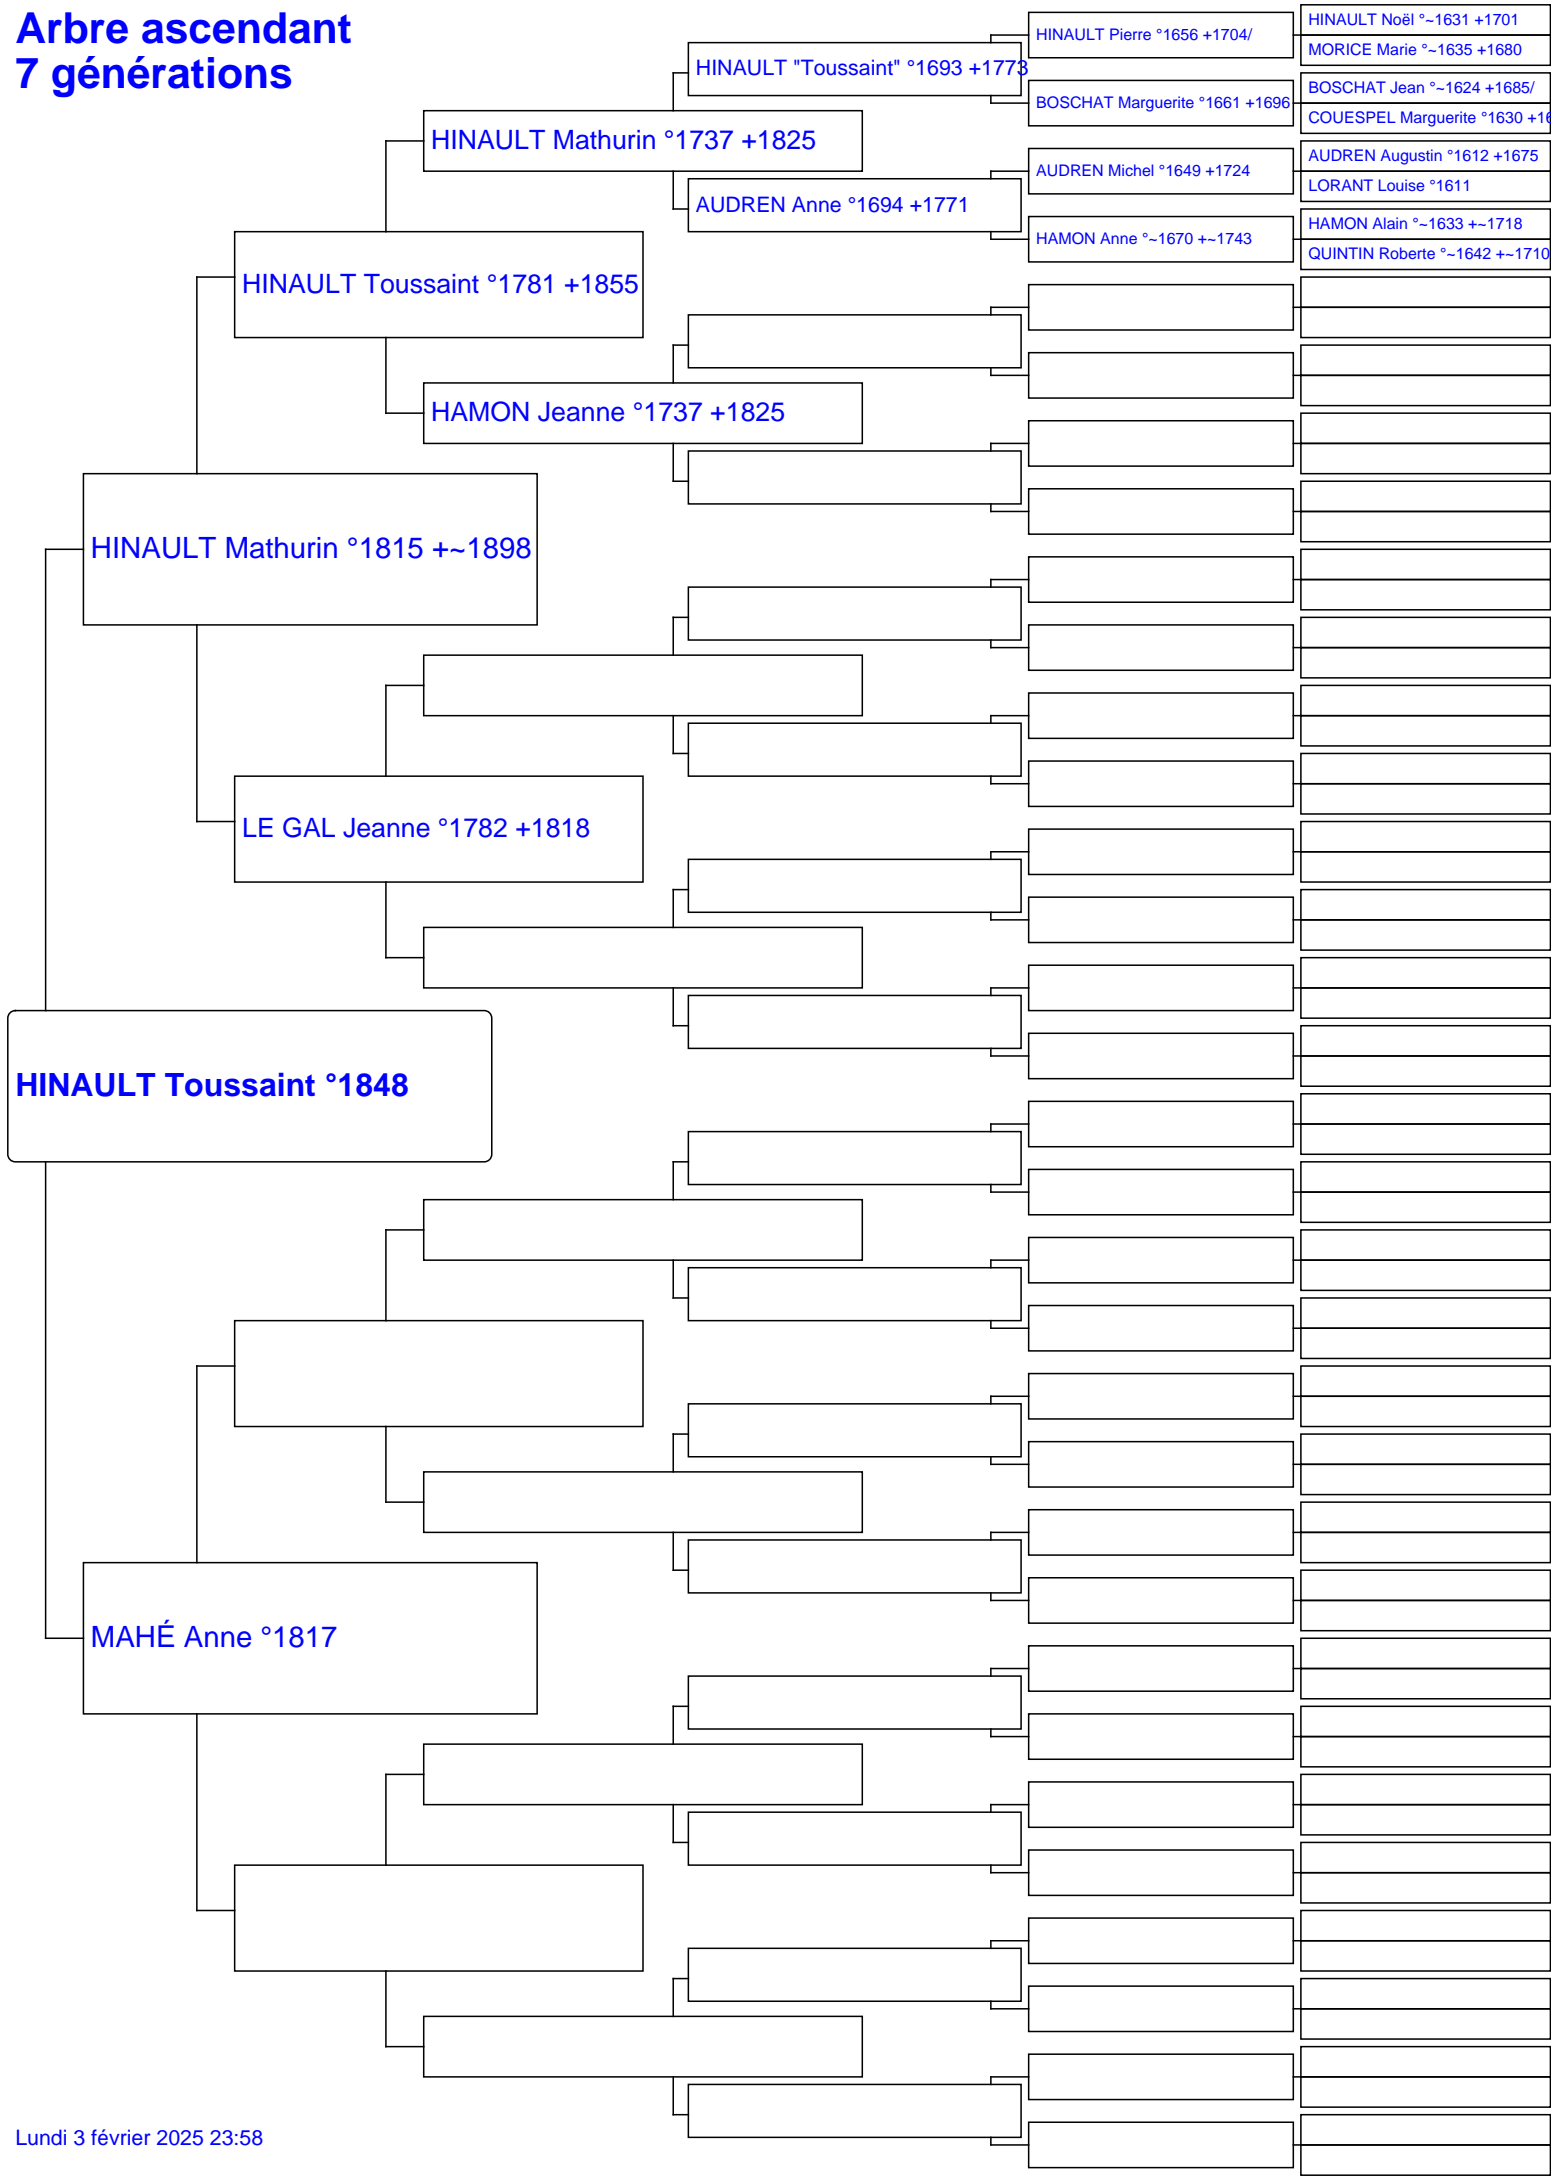 Arbre ascendant
7 générations
HINAULT Noël °~1631 +1701
HINAULT Pierre °1656 +1704/
MORICE Marie °~1635 +1680
HINAULT "Toussaint" °1693 +1773
BOSCHAT Jean °~1624 +1685/
BOSCHAT Marguerite °1661 +1696
COUESPEL Marguerite °1630
HINAULT Mathurin °1737 +1825
AUDREN Augustin °1612 +1675
AUDREN Michel °1649 +1724
LORANT Louise °1611
AUDREN Anne °1694 +1771
HAMON Alain °~1633 +~1718
HAMON Anne °~1670 +~1743
QUINTIN Roberte °~1642 +~1710
HINAULT Toussaint °1781 +1855
HAMON Jeanne °1737 +1825
HINAULT Mathurin °1815 +~1898
LE GAL Jeanne °1782 +1818
HINAULT Toussaint °1848
MAHÉ Anne °1817
Lundi 3 février 2025 23:58